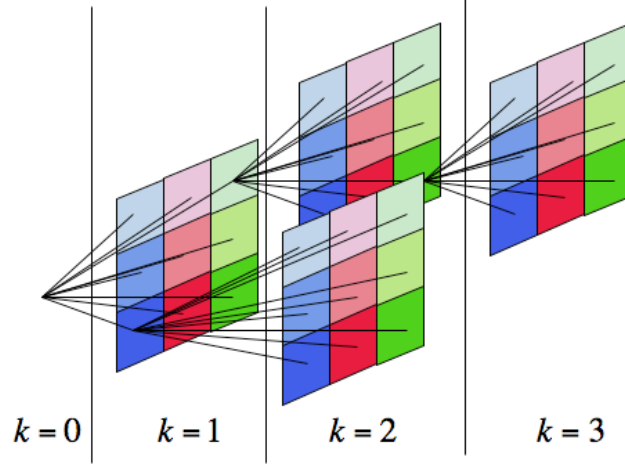 k = 0 k = 1 k = 2 k = 3